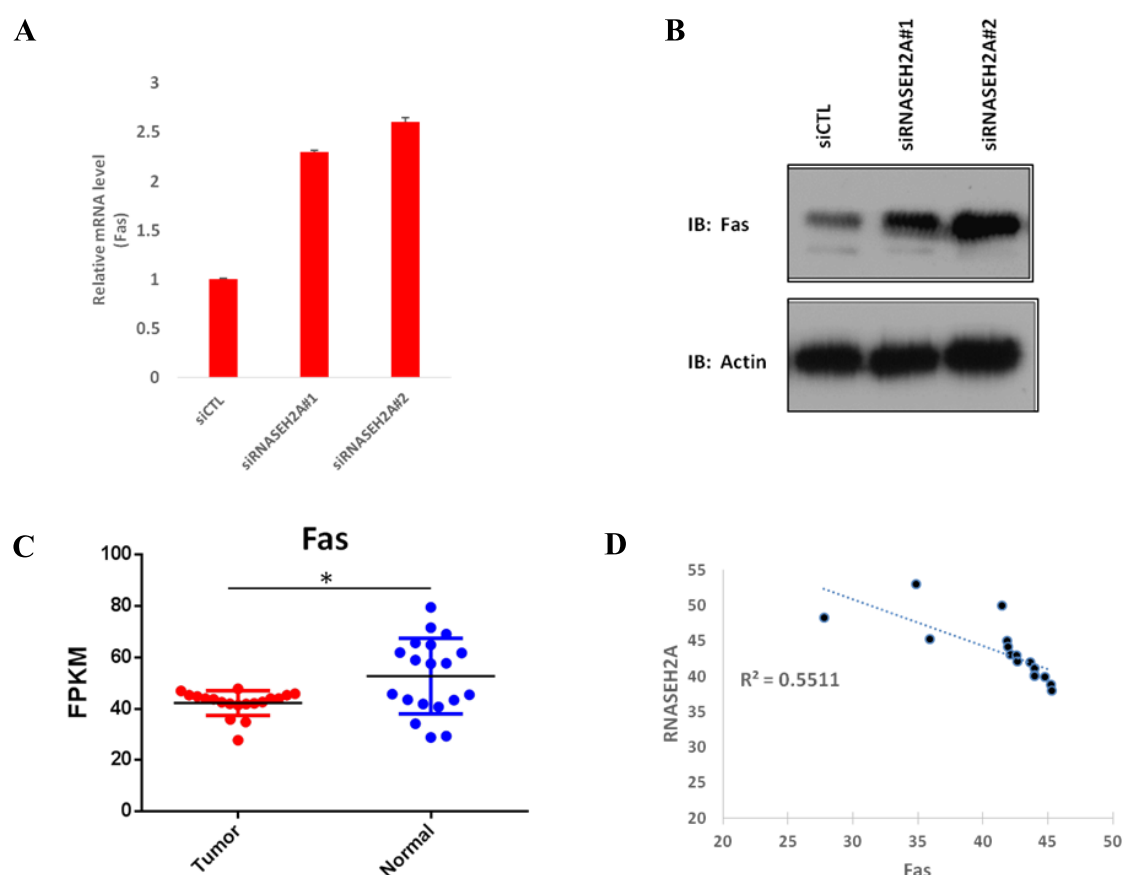 A
3
2.5
2
1.5
1
0.5
0
Relative mRNA level
(Fas)
siCTL
siRNASEH2A#1
siRNASEH2A#2
B
siCTL
siRNASEH2A#1
siRNASEH2A#2
IB: Fas
IB: Actin
C
Fas
*
100
80
60
40
20
0
FPKM
Tumor
Normal
D
55
50
45
40
35
30
25
20
RNASEH2A
R² = 0.5511
20 25 30 35 40 45 50
Fas